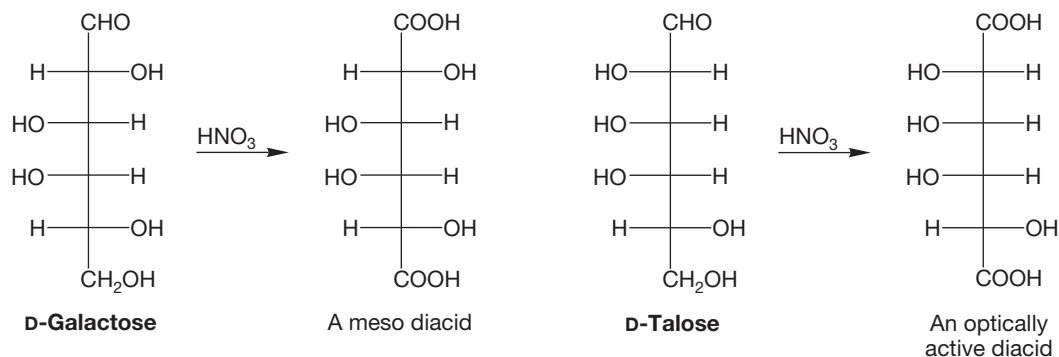 CHO COOH CHO COOH
H OH H OH HO H HO H
HO H HO H HO H HO H
HNO₃ HNO₃
HO H HO H HO H HO H
H OH H OH H OH H OH
CH₂OH COOH CH₂OH COOH
D-Galactose A meso diacid D-Talose An optically
active diacid